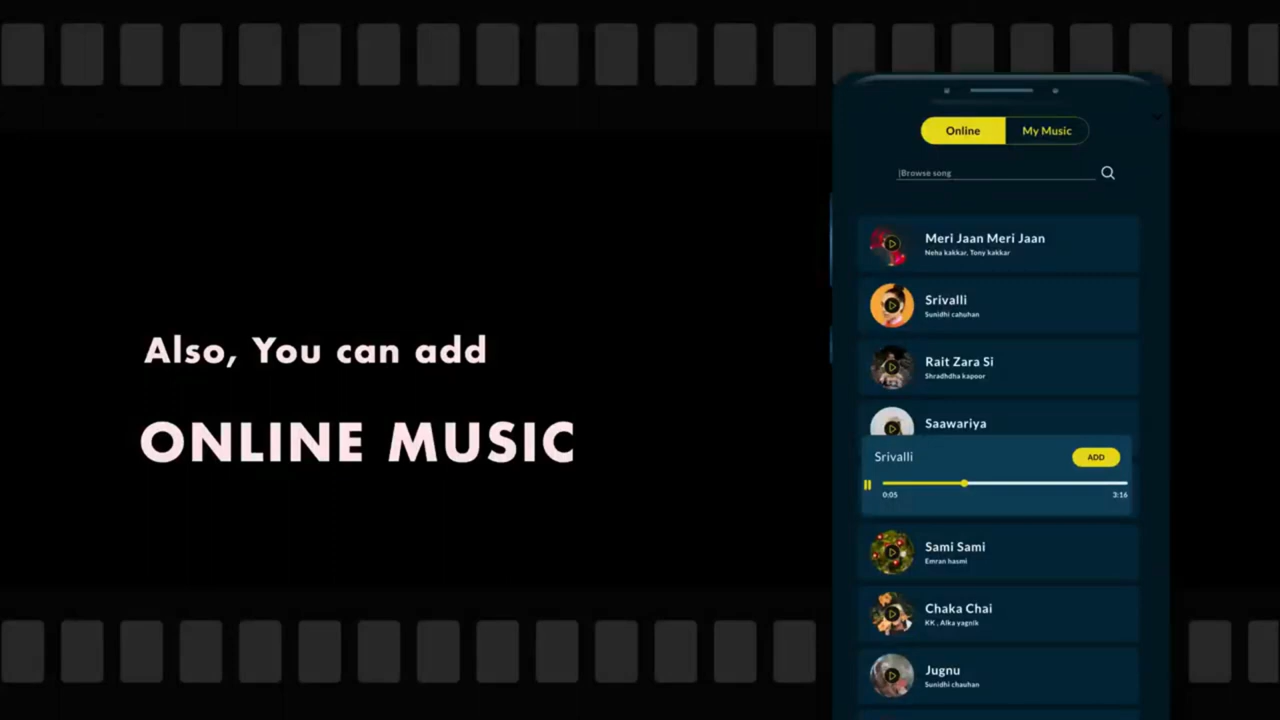 Also, You can add
ONLINE MUSIC
Online
My Music
Browse song
Meri Jaan Meri Jaan
Neha kakkar, Tony kakkar
Srivalli
Sunidhi cahuhan
Rait Zara Si
Shradhdha kapoor
Saawariya
Srivalli
ADD
0:05
3:16
Sami Sami
Emran hasmi
Chaka Chai
KK , Alka yagnik
Jugnu
Sunidhi chauhan